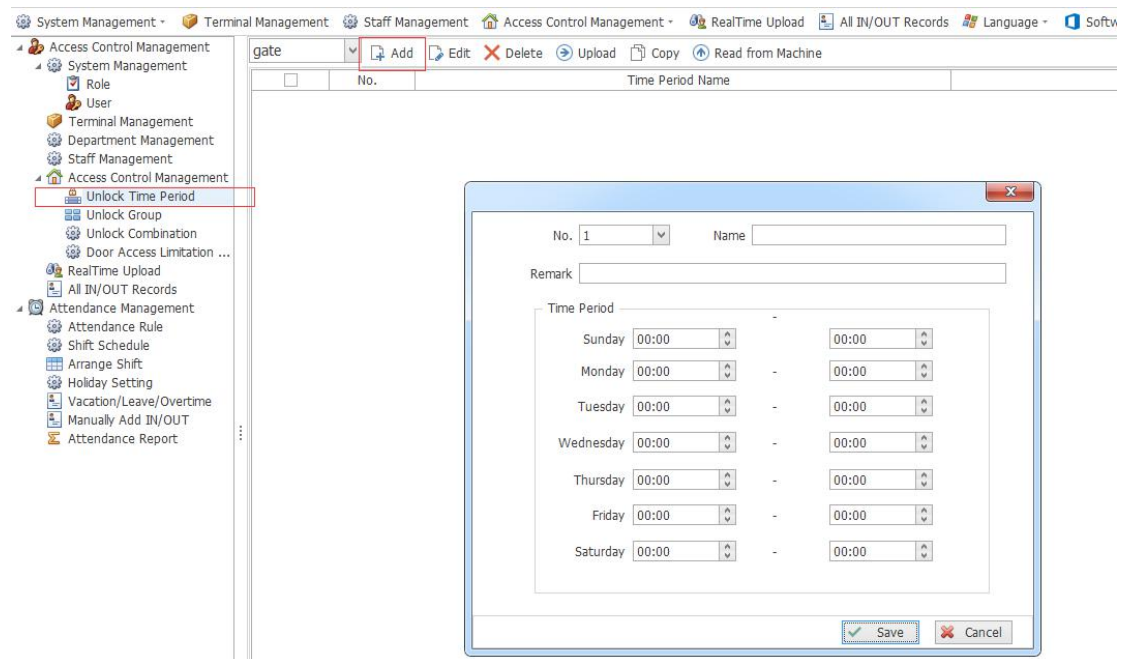 System Management Terminal Management Staff Management Access Control Management RealTime Upload All IN/OUT Records Language Softw
Access Control Management
System Management
Role
User
Terminal Management
Department Management
Staff Management
Access Control Management
Unlock Time Period
Unlock Group
Unlock Combination
Door Access Limitation ...
RealTime Upload
All IN/OUT Records
Attendance Management
Attendance Rule
Shift Schedule
Arrange Shift
Holiday Setting
Vacation/Leave/Overtime
Manually Add IN/OUT
Attendance Report
gate Add Edit Delete Upload Copy Read from Machine
No. Time Period Name
No. 1 Name
Remark
Time Period -
Sunday 00:00 00:00
Monday 00:00 - 00:00
Tuesday 00:00 - 00:00
Wednesday 00:00 - 00:00
Thursday 00:00 - 00:00
Friday 00:00 - 00:00
Saturday 00:00 - 00:00
Save Cancel